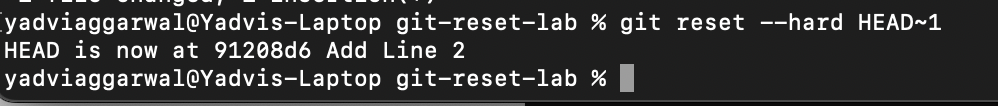 yadviaggarwal@Yadvis-Laptop git-reset-lab % git reset --hard HEAD~1
HEAD is now at 91208d6 Add Line 2
yadviaggarwal@Yadvis-Laptop git-reset-lab %